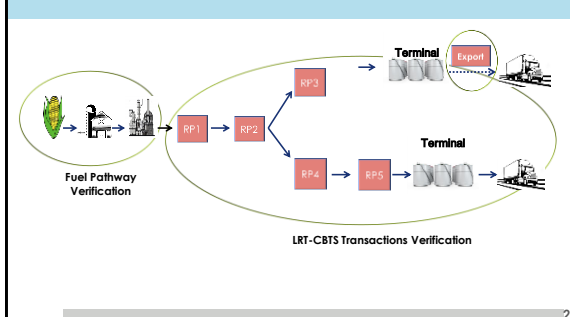 Terminal
Export
RP3
RP1
RP2
Terminal
RP4
RP5
Fuel Pathway
Verification
LRT-CBTS Transactions Verification
2